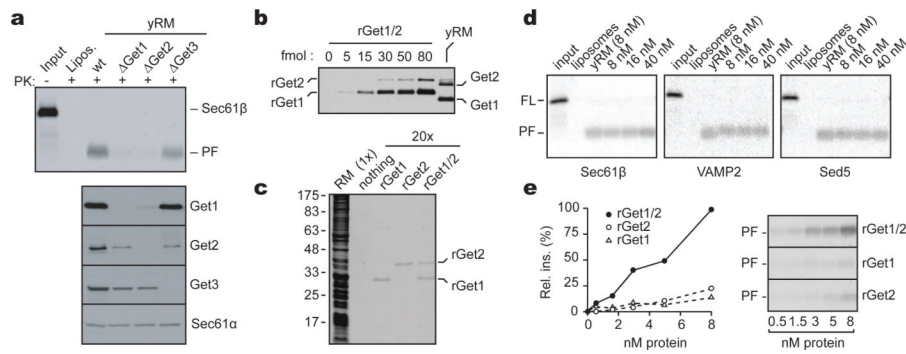 a
yRM
Input
Lipos.
wt
ΔGet1
ΔGet2
ΔGet3
PK: - + + + + +
Sec61β
PF
Get1
Get2
Get3
Sec61α
b
rGet1/2
yRM
fmol : 0 5 15 30 50 80
rGet2
rGet1
Get2
Get1
c
20x
RM (1x)
nothing
rGet1
rGet2
rGet1/2
175
83
63
48
33
25
17
rGet2
rGet1
d
input
liposomes
yRM (8 nM)
8 nM
16 nM
40 nM
input
liposomes
yRM (8 nM)
8 nM
16 nM
40 nM
input
liposomes
yRM (8 nM)
8 nM
16 nM
40 nM
FL
PF
Sec61β
VAMP2
Sed5
e
Rel. ins. (%)
100
75
50
25
0
rGet1/2
rGet2
rGet1
0 2 4 6 8
nM protein
PF rGet1/2
PF rGet1
PF rGet2
0.5 1.5 3 5 8
nM protein